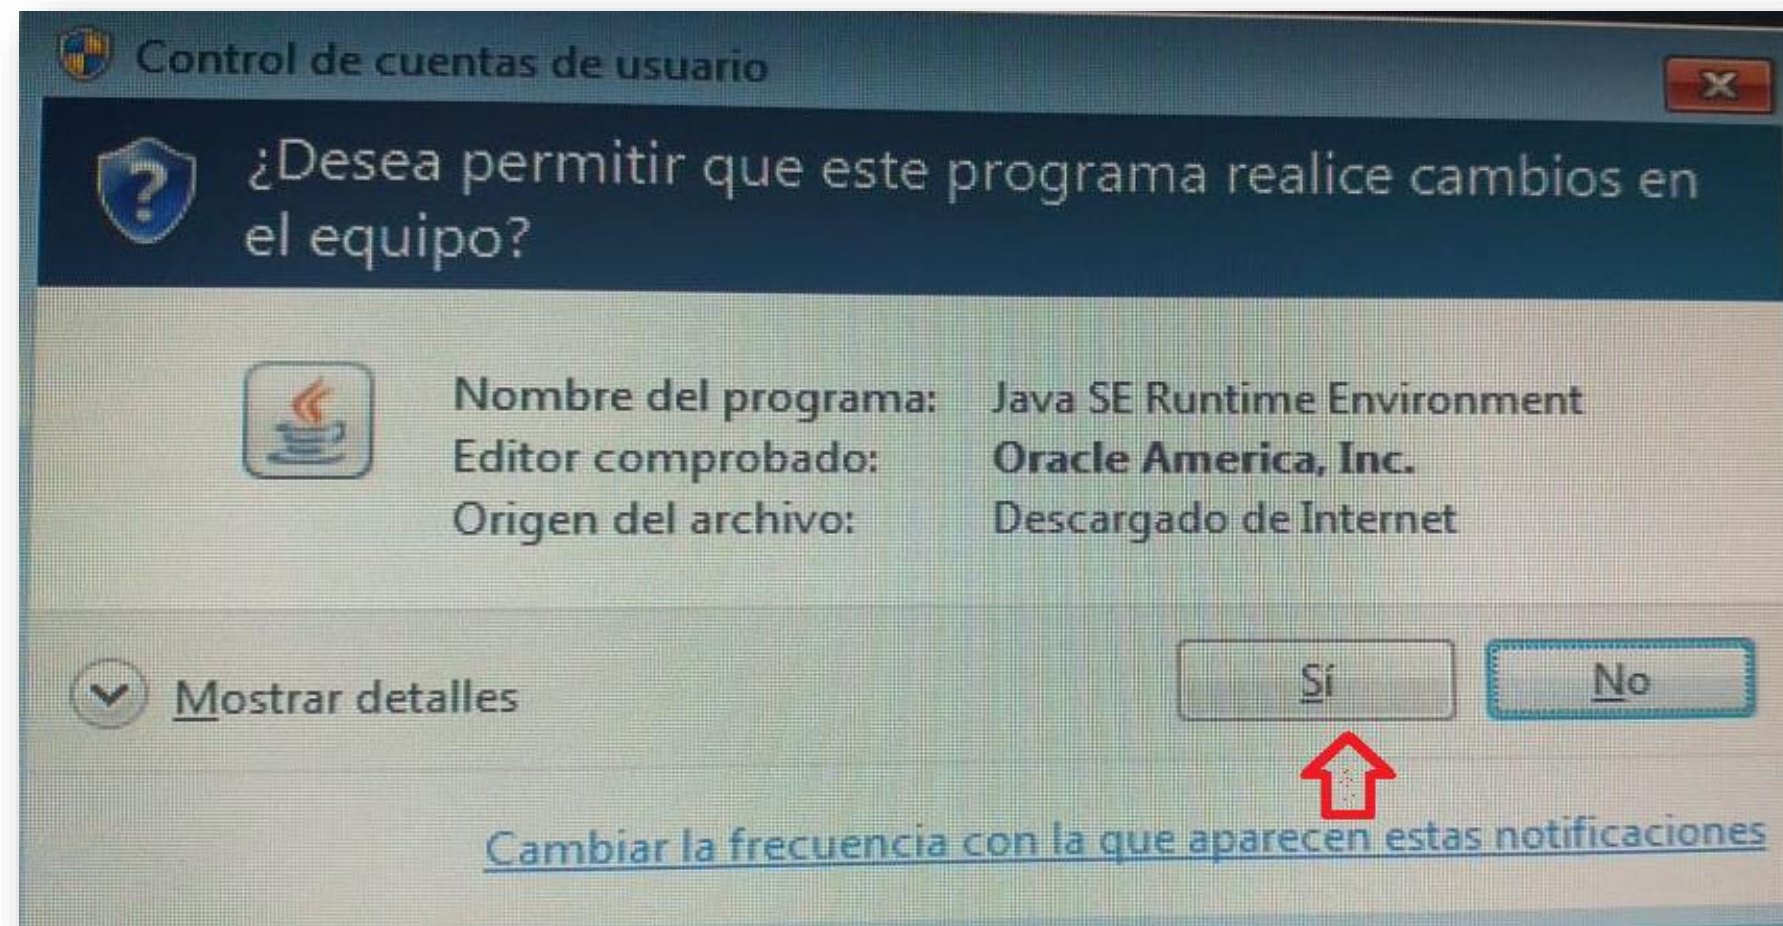 Control de cuentas de usuario
¿Desea permitir que este programa realice cambios en
el equipo?
Nombre del programa: Java SE Runtime Environment
Editor comprobado: Oracle America, Inc.
Origen del archivo: Descargado de Internet
Mostrar detalles
Sí
No
Cambiar la frecuencia con la que aparecen estas notificaciones